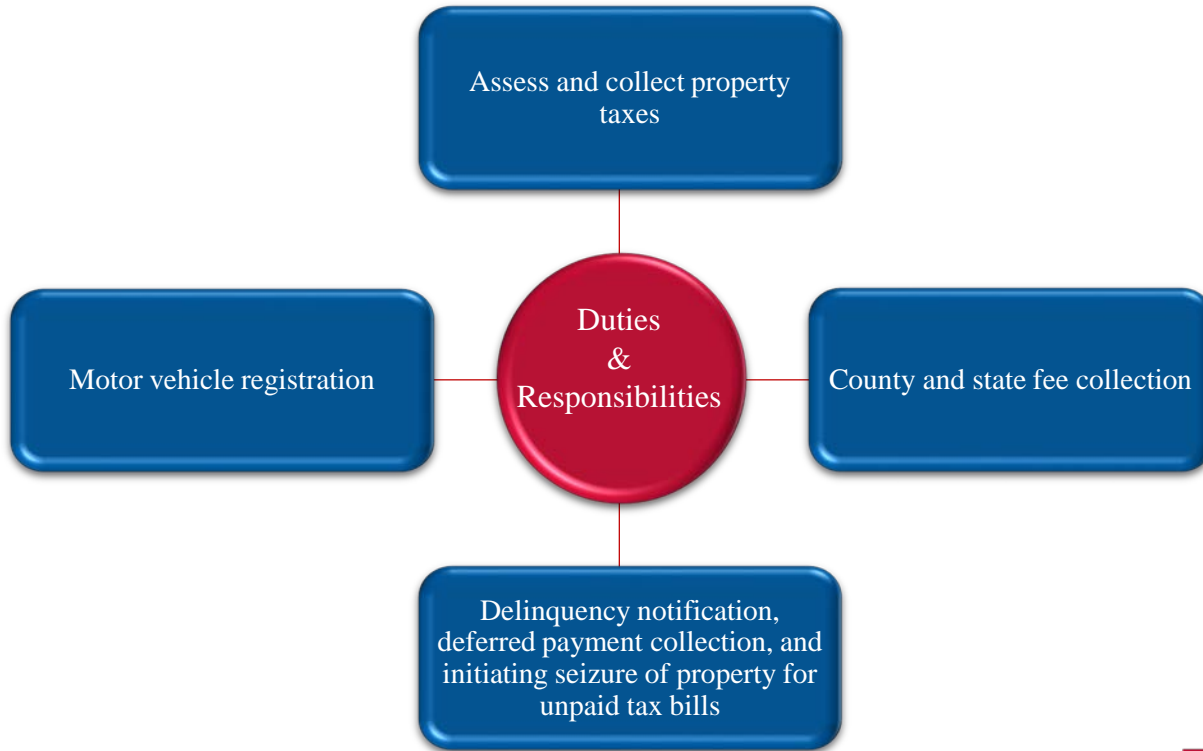 Assess and collect property
taxes
Motor vehicle registration
Duties
&
Responsibilities
County and state fee collection
Delinquency notification,
deferred payment collection, and
initiating seizure of property for
unpaid tax bills